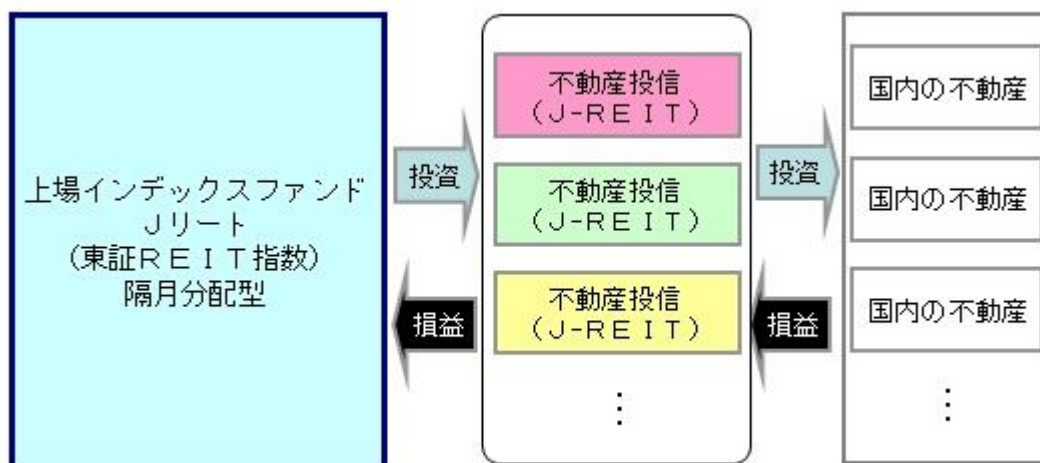 上場インデックスファンド
Jリート
(東証REIT指数)
隔月分配型
投資
損益
不動産投信
(J-REIT)
不動産投信
(J-REIT)
不動産投信
(J-REIT)
⋮
投資
損益
国内の不動産
国内の不動産
国内の不動産
⋮